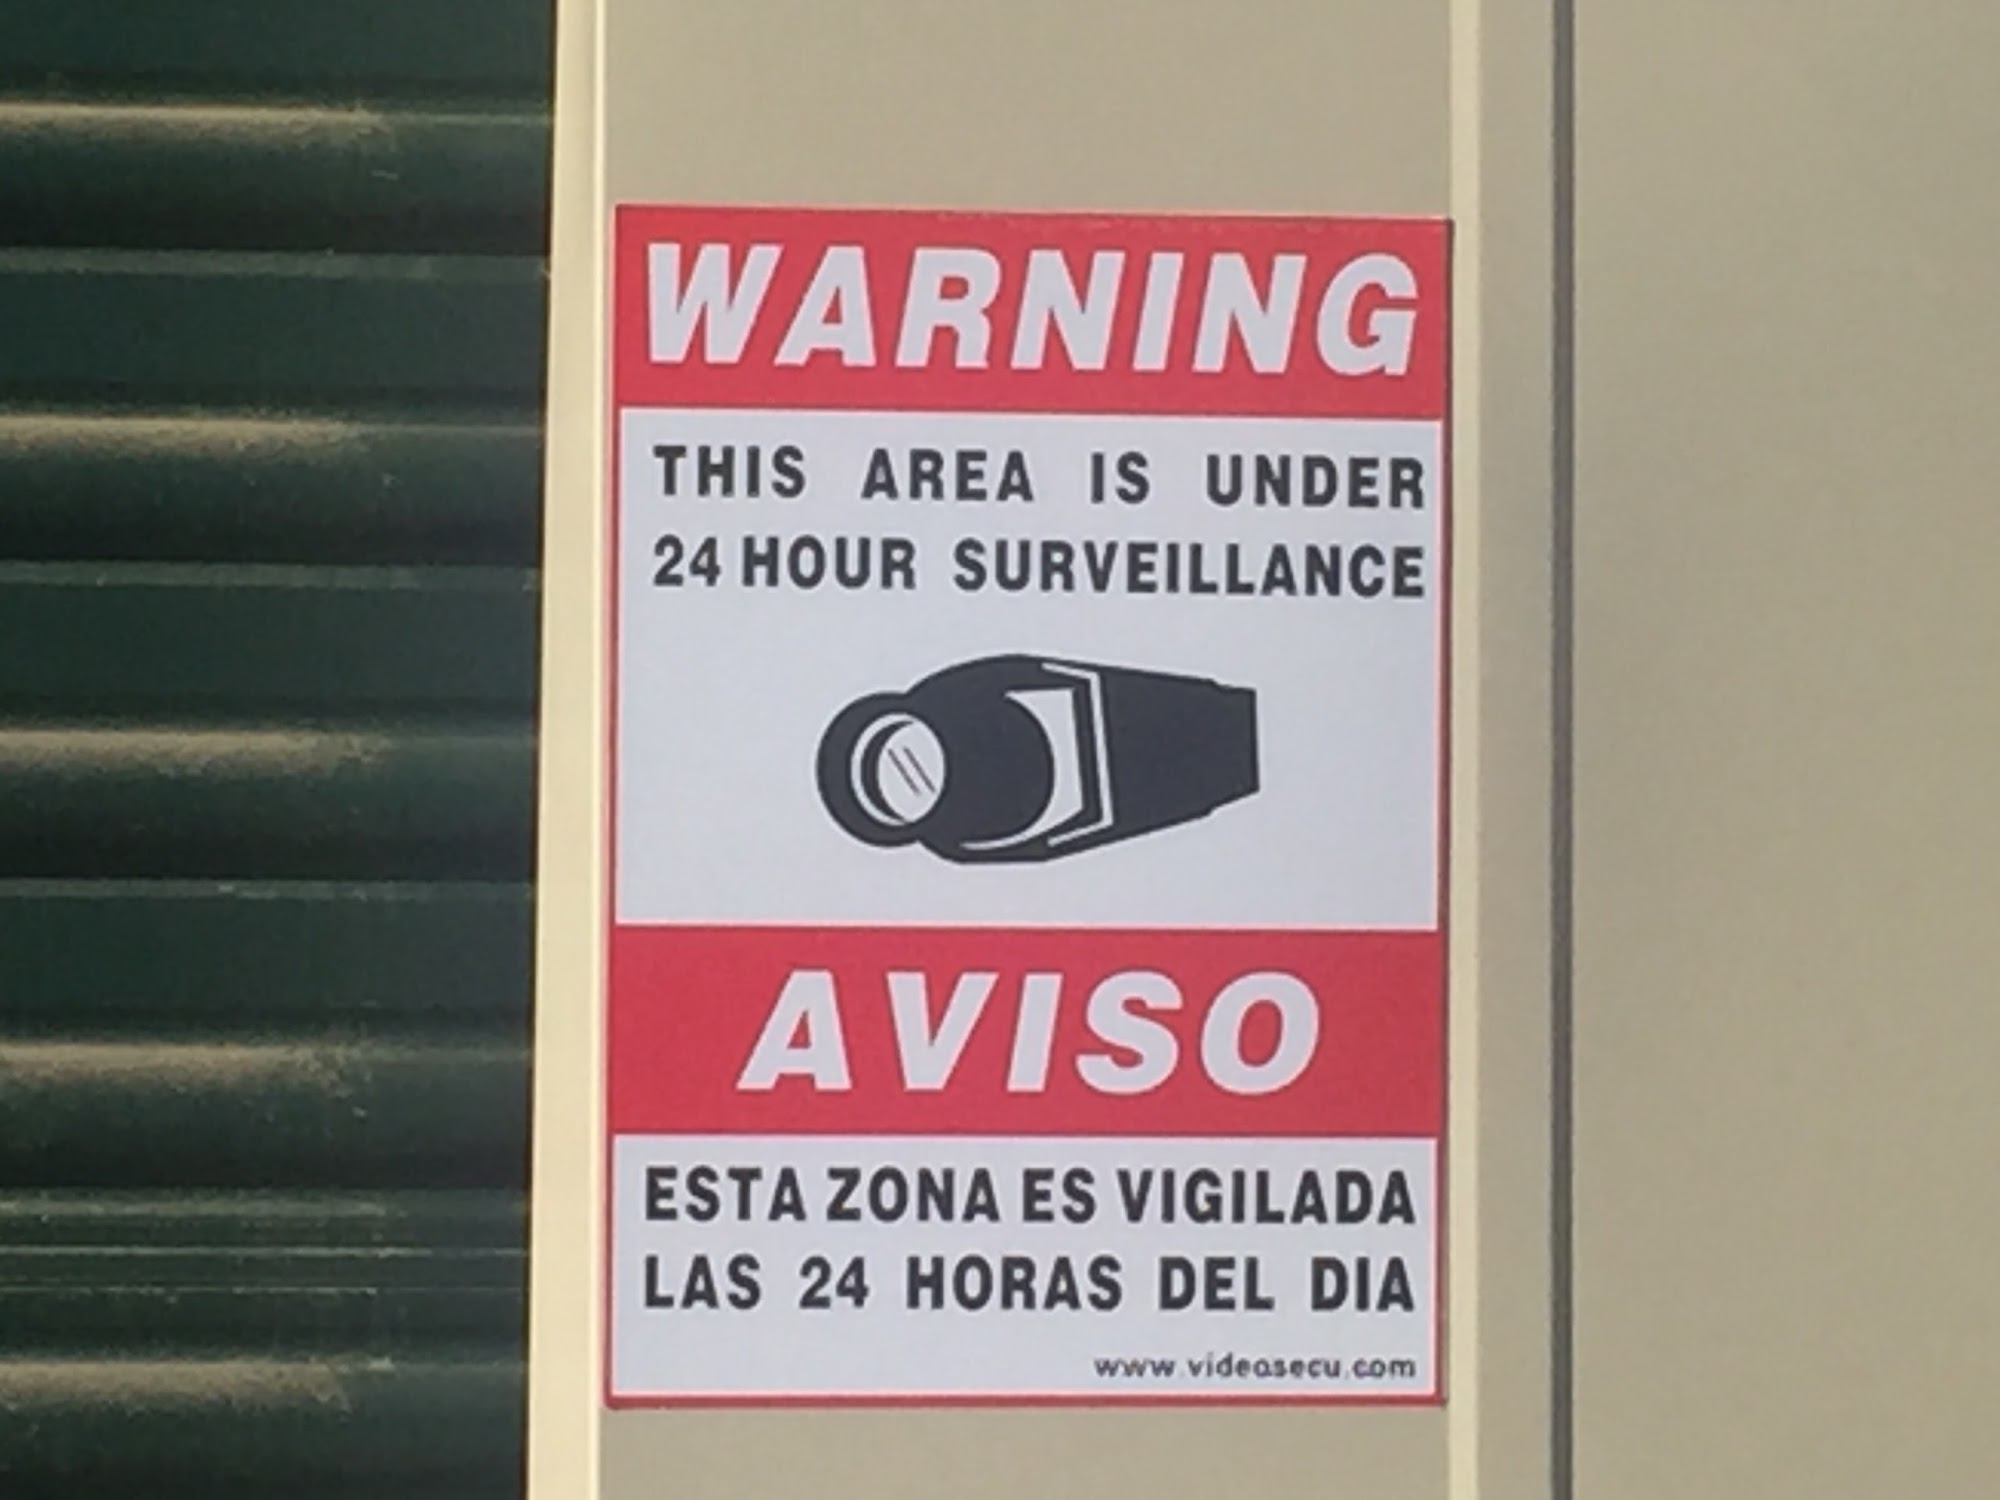 WARNING
THIS AREA IS UNDER
24 HOUR SURVEILLANCE
AVISO
ESTA ZONA ES VIGILADA
LAS 24 HORAS DEL DIA
www.videosecu.com